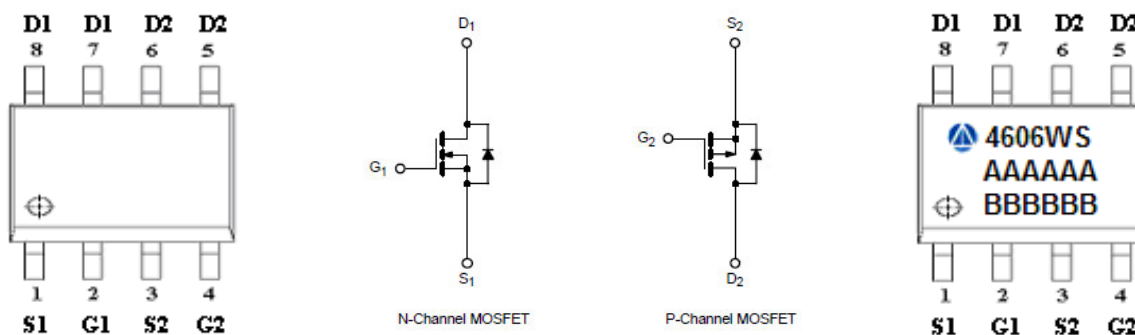 D1 D1 D2 D2
8 7 6 5
1 2 3 4
S1 G1 S2 G2
D1
G1
S1
N-Channel MOSFET
S2
G2
D2
P-Channel MOSFET
D1 D1 D2 D2
8 7 6 5
4606WS
AAAAAA
BBBBBB
1 2 3 4
S1 G1 S2 G2